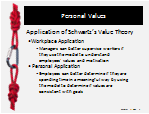 Personal Values
Application of Schwartz's Value Theory
•Workplace Application
• Managers can better supervise workers if
they use the model to understand
employees' values and motivation
• Personal Application
•Employees can better determine if they are
spending time in a meaningful way by using
the model to determine if values are
consistent with goals